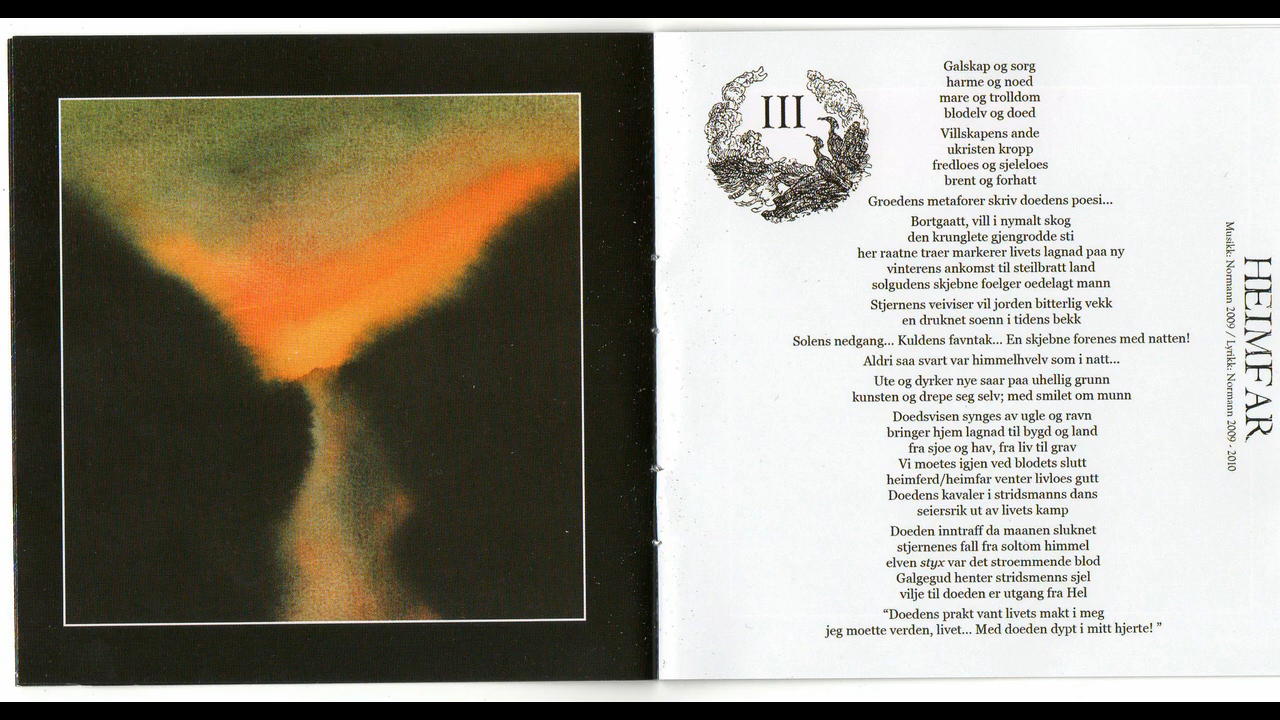 III
Galskap og sorg
harme og noed
mare og trolldom
blodelv og doed
Villskapens ande
ukristen kropp
fredloes og sjeleloes
brent og forhatt
Groedens metaforer skriv doedens poesi...
Bortgaatt, vill i nymalt skog
den krunglete gjengrodde sti
her raatne traer markerer livets lagnad paa ny
vinterens ankomst til steilbratt land
solgudens skjebne foelger oedelagt mann
Stjernens veiviser vil jorden bitterlig vekk
en druknet soenn i tidens bekk
Solens nedgang... Kuldens favntak... En skjebne forenes med natten!
Aldri saa svart var himmelhvelv som i natt...
Ute og dyrker nye saar paa uhellig grunn
kunsten og drepe seg selv; med smilet om munn
Doedsvisen synges av ugle og ravn
bringer hjem lagnad til bygd og land
fra sjoe og hav, fra liv til grav
Vi moetes igjen ved blodets slutt
heimferd/heimfar venter livloes gutt
Doedens kavaler i stridsmanns dans
seiersrik ut av livets kamp
Doeden inntraff da maanen sluknet
stjernenes fall fra soltom himmel
elven styx var det stroemmende blod
Galgegud henter stridsmenns sjel
vilje til doeden er utgang fra Hel
“Doedens prakt vant livets makt i meg
jeg moette verden, livet... Med doeden dypt i mitt hjerte! ”
HEIMFAR
Musikk: Normann 2009 / Lyrikk: Normann 2009 - 2010